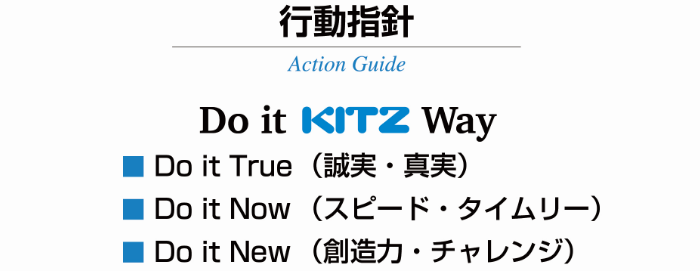 行動指針
Action Guide
Do it KITZ Way
■ Do it True（誠実・真実）
■ Do it Now（スピード・タイムリー）
■ Do it New（創造力・チャレンジ）